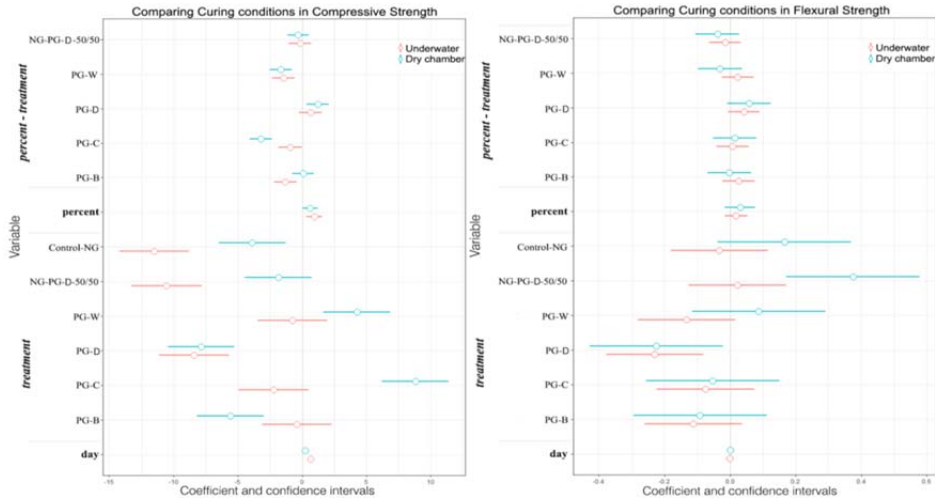 Comparing Curing conditions in Compressive Strength
NG-PG-D-50/50
PG-W
PG-D
PG-C
PG-B
percent
Control-NG
NG-PG-D-50/50
PG-W
PG-D
PG-C
PG-B
day
percent - treatment
treatment
Variable
Underwater
Dry chamber
-15
-10
-5
0
5
10
Coefficient and confidence intervals
Comparing Curing conditions in Flexural Strength
NG-PG-D-50/50
PG-W
PG-D
PG-C
PG-B
percent
Control-NG
NG-PG-D-50/50
PG-W
PG-D
PG-C
PG-B
day
percent - treatment
treatment
Variable
Underwater
Dry chamber
-0.4
-0.2
0.0
0.2
0.4
0.6
Coefficient and confidence intervals